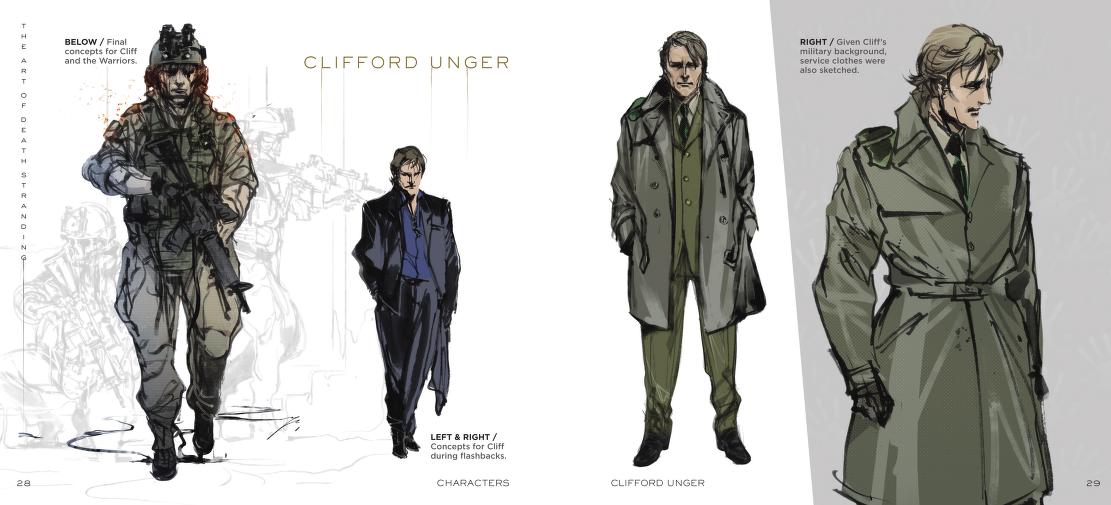 THE ART OF DEATH STRANDING
BELOW / Final
concepts for Cliff
and the Warriors.
CLIFFORD UNGER
LEFT & RIGHT /
Concepts for Cliff
during flashbacks.
28
CHARACTERS
RIGHT / Given Cliff's
military background,
service clothes were
also sketched.
CLIFFORD UNGER
29